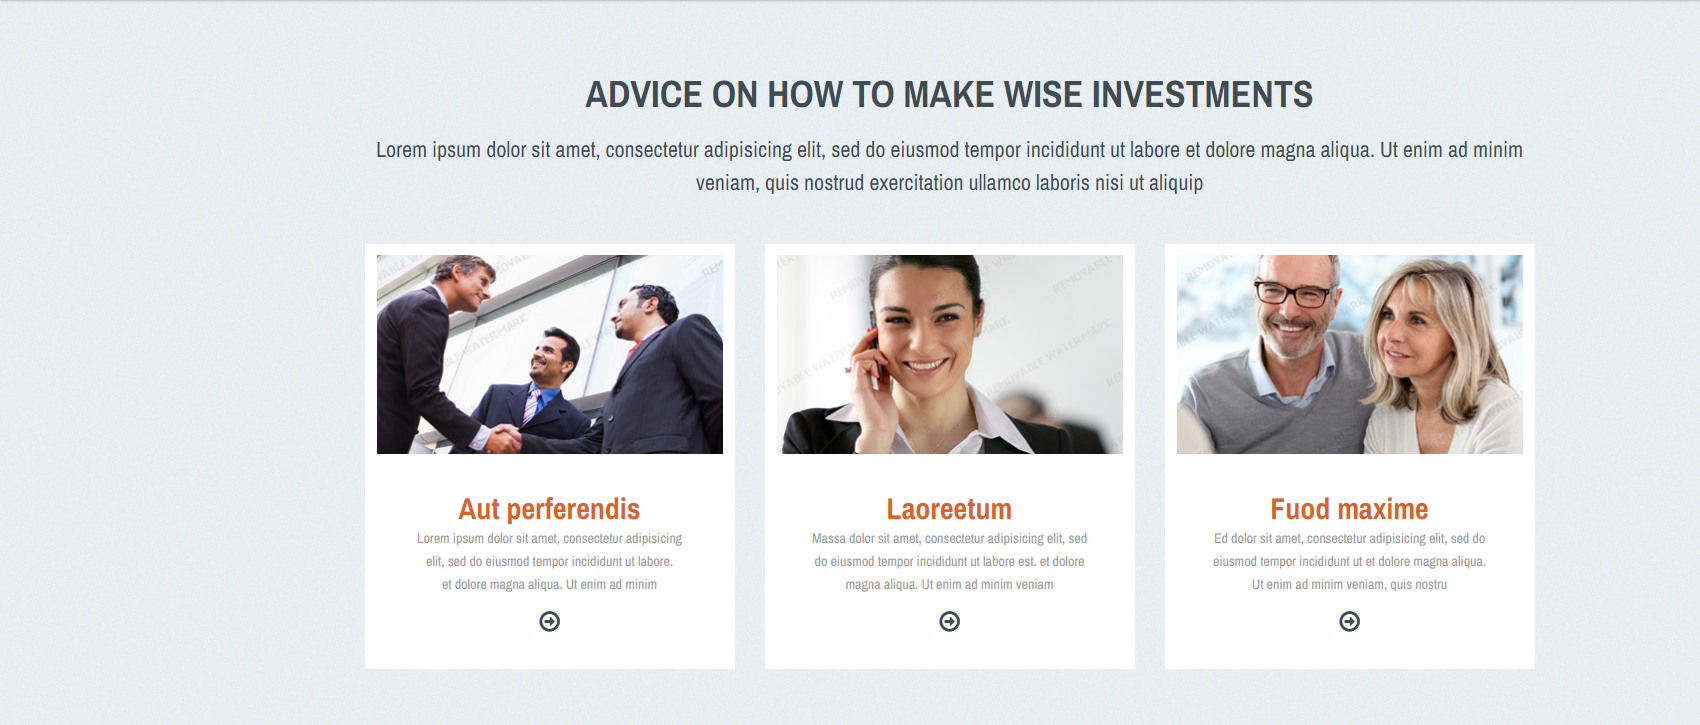 ADVICE ON HOW TO MAKE WISE INVESTMENTS
Lorem ipsum dolor sit amet, consectetur adipisicing elit, sed do eiusmod tempor incididunt ut labore et dolore magna aliqua. Ut enim ad minim
veniam, quis nostrud exercitation ullamco laboris nisi ut aliquip
REMOVABLE WATERMARK
Aut perferendis
Lorem ipsum dolor sit amet, consectetur adipisicing
elit, sed do eiusmod tempor incididunt ut labore.
et dolore magna aliqua. Ut enim ad minim
REMOVABLE WATERMARK
Laoreetum
Massa dolor sit amet, consectetur adipisicing elit, sed
do eiusmod tempor incididunt ut labore est. et dolore
magna aliqua. Ut enim ad minim veniam
REMOVABLE WATERMARK
Fuod maxime
Ed dolor sit amet, consectetur adipisicing elit, sed do
eiusmod tempor incididunt ut et dolore magna aliqua.
Ut enim ad minim veniam, quis nostru